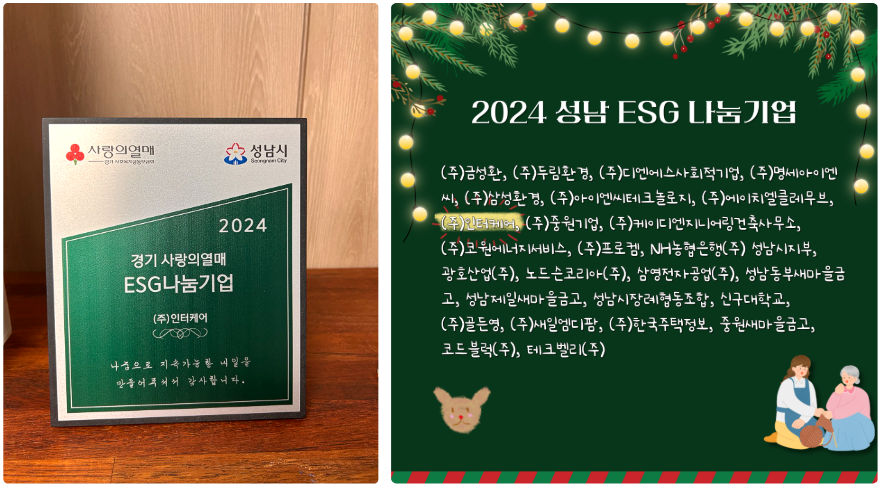 사랑의열매
경기 사회복지공동모금회
성남시
Seongnam City
2024
경기 사랑의열매
ESG나눔기업
(주)인터케어
나눔으로 지속가능한 내일을
만들어주셔서 감사합니다.
2024 성남 ESG 나눔기업
(주)금성환, (주)두림환경, (주)디엔에스사회적기업, (주)명세아이엔
씨, (주)삼성환경, (주)아이엔씨테크놀로지, (주)에이치엘클레무브,
(주)인터케어, (주)중원기업, (주)케이디엔지니어링건축사무소,
(주)코원에너지서비스, (주)프로켐, NH농협은행(주) 성남시지부,
광호산업(주), 노드슨코리아(주), 삼영전자공업(주), 성남동부새마을금
고, 성남제일새마을금고, 성남시장례협동조합, 신구대학교,
(주)골든영, (주)새일엠디팜, (주)한국주택정보, 중원새마을금고,
코드블럭(주), 테크벨리(주)